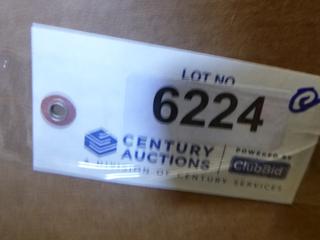 LOT NO.
6224
CENTURY AUCTIONS
POWERED BY ClubBid
A DIVISION OF CENTURY SERVICES